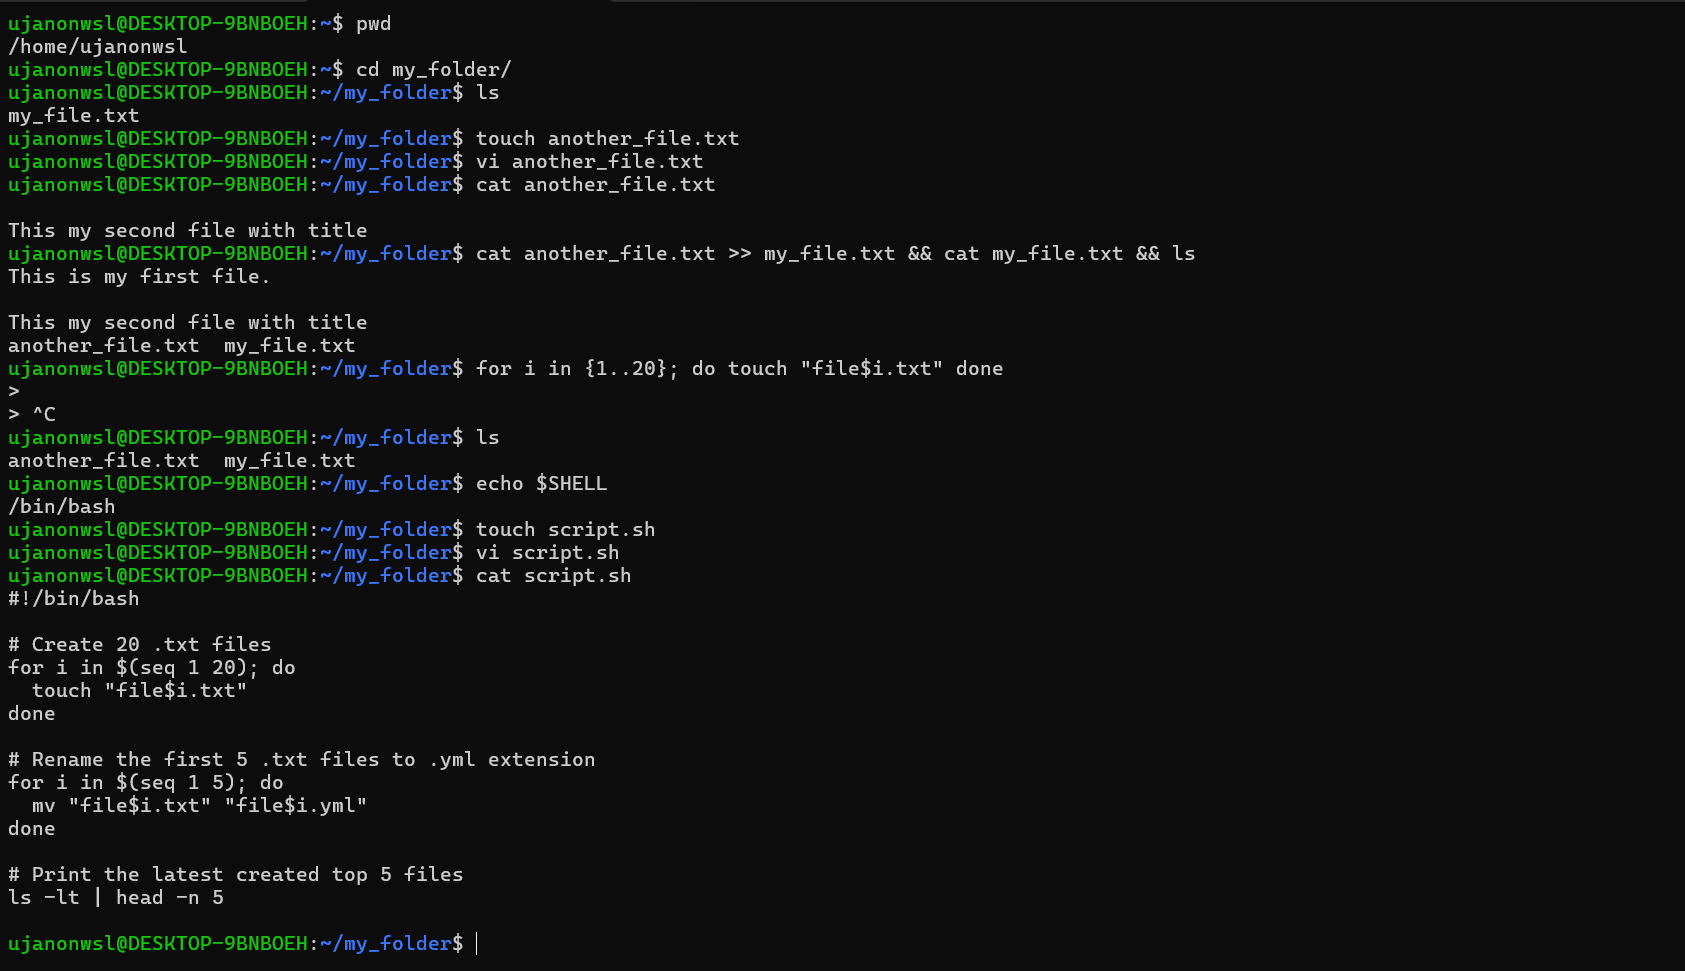 ujanonwsl@DESKTOP-9BNBOEH:~$ pwd
/home/ujanonwsl
ujanonwsl@DESKTOP-9BNBOEH:~$ cd my_folder/
ujanonwsl@DESKTOP-9BNBOEH:~/my_folder$ ls
my_file.txt
ujanonwsl@DESKTOP-9BNBOEH:~/my_folder$ touch another_file.txt
ujanonwsl@DESKTOP-9BNBOEH:~/my_folder$ vi another_file.txt
ujanonwsl@DESKTOP-9BNBOEH:~/my_folder$ cat another_file.txt

This my second file with title
ujanonwsl@DESKTOP-9BNBOEH:~/my_folder$ cat another_file.txt >> my_file.txt && cat my_file.txt && ls
This is my first file.

This my second file with title
another_file.txt  my_file.txt
ujanonwsl@DESKTOP-9BNBOEH:~/my_folder$ for i in {1..20}; do touch "file$i.txt" done
>
> ^C
ujanonwsl@DESKTOP-9BNBOEH:~/my_folder$ ls
another_file.txt  my_file.txt
ujanonwsl@DESKTOP-9BNBOEH:~/my_folder$ echo $SHELL
/bin/bash
ujanonwsl@DESKTOP-9BNBOEH:~/my_folder$ touch script.sh
ujanonwsl@DESKTOP-9BNBOEH:~/my_folder$ vi script.sh
ujanonwsl@DESKTOP-9BNBOEH:~/my_folder$ cat script.sh
#!/bin/bash

# Create 20 .txt files
for i in $(seq 1 20); do
  touch "file$i.txt"
done

# Rename the first 5 .txt files to .yml extension
for i in $(seq 1 5); do
  mv "file$i.txt" "file$i.yml"
done

# Print the latest created top 5 files
ls -lt | head -n 5

ujanonwsl@DESKTOP-9BNBOEH:~/my_folder$